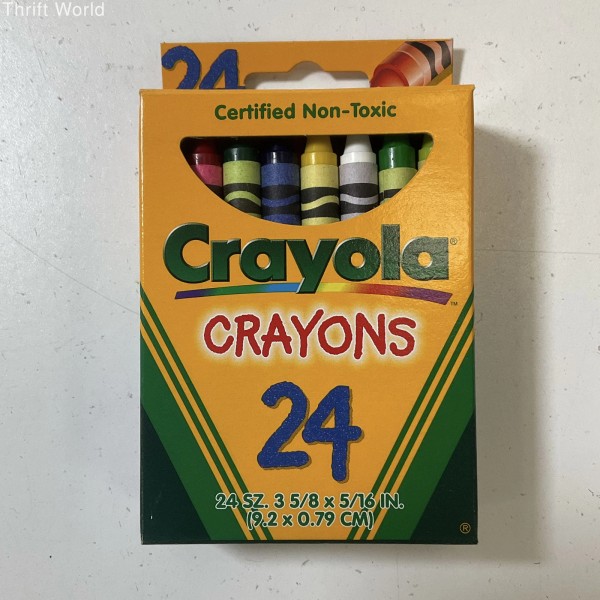 Thrift World
24
Certified Non-Toxic
Crayola®
™
CRAYONS
24
24 SZ. 3 5/8 x 5/16 IN.
(9.2 x 0.79 CM)
®